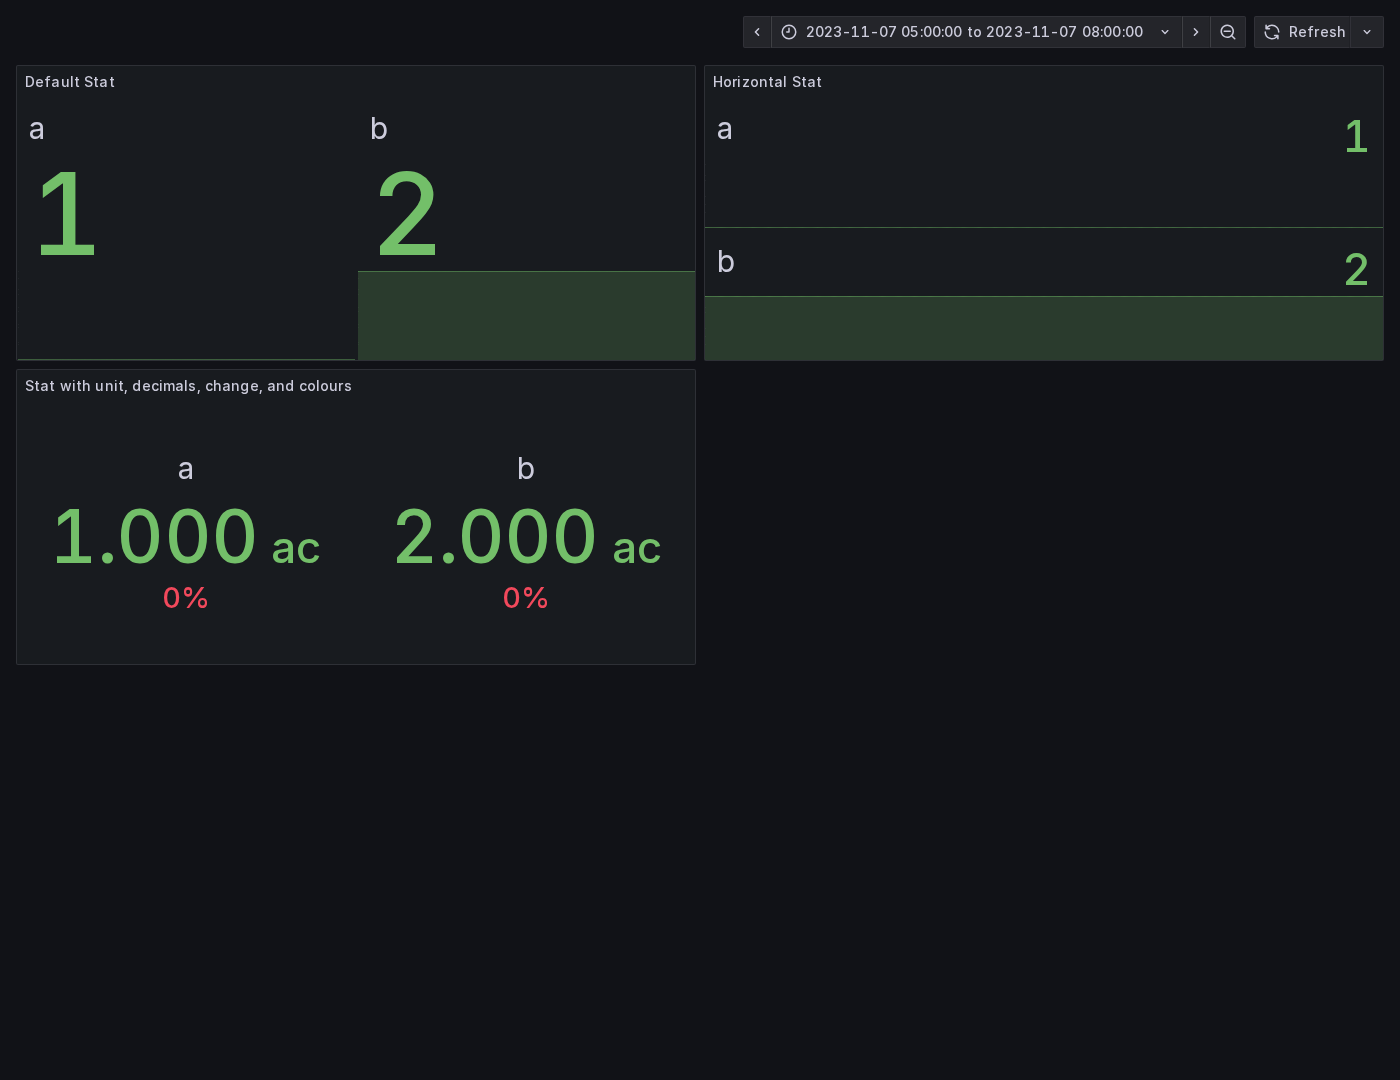 2023-11-07 05:00:00 to 2023-11-07 08:00:00
Refresh
Default Stat
a
1
b
2
Horizontal Stat
a
1
b
2
Stat with unit, decimals, change, and colours
a
1.000 ac
0%
b
2.000 ac
0%